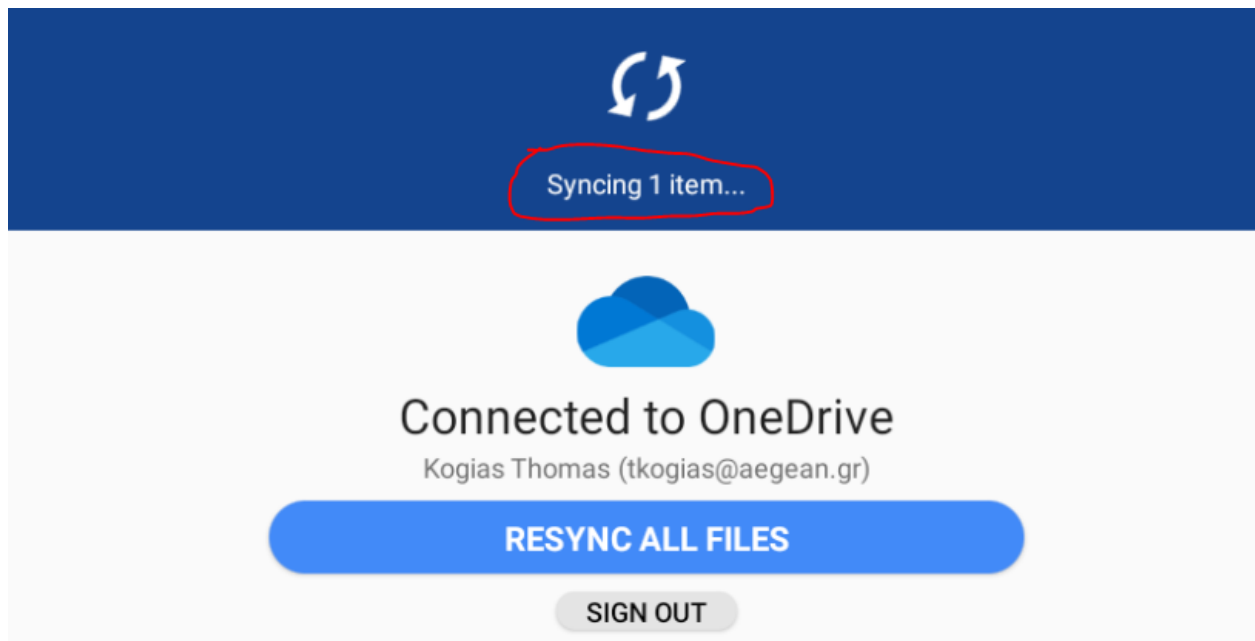 Syncing 1 item...
Connected to OneDrive
Kogias Thomas (tkogias@aegean.gr)
RESYNC ALL FILES
SIGN OUT